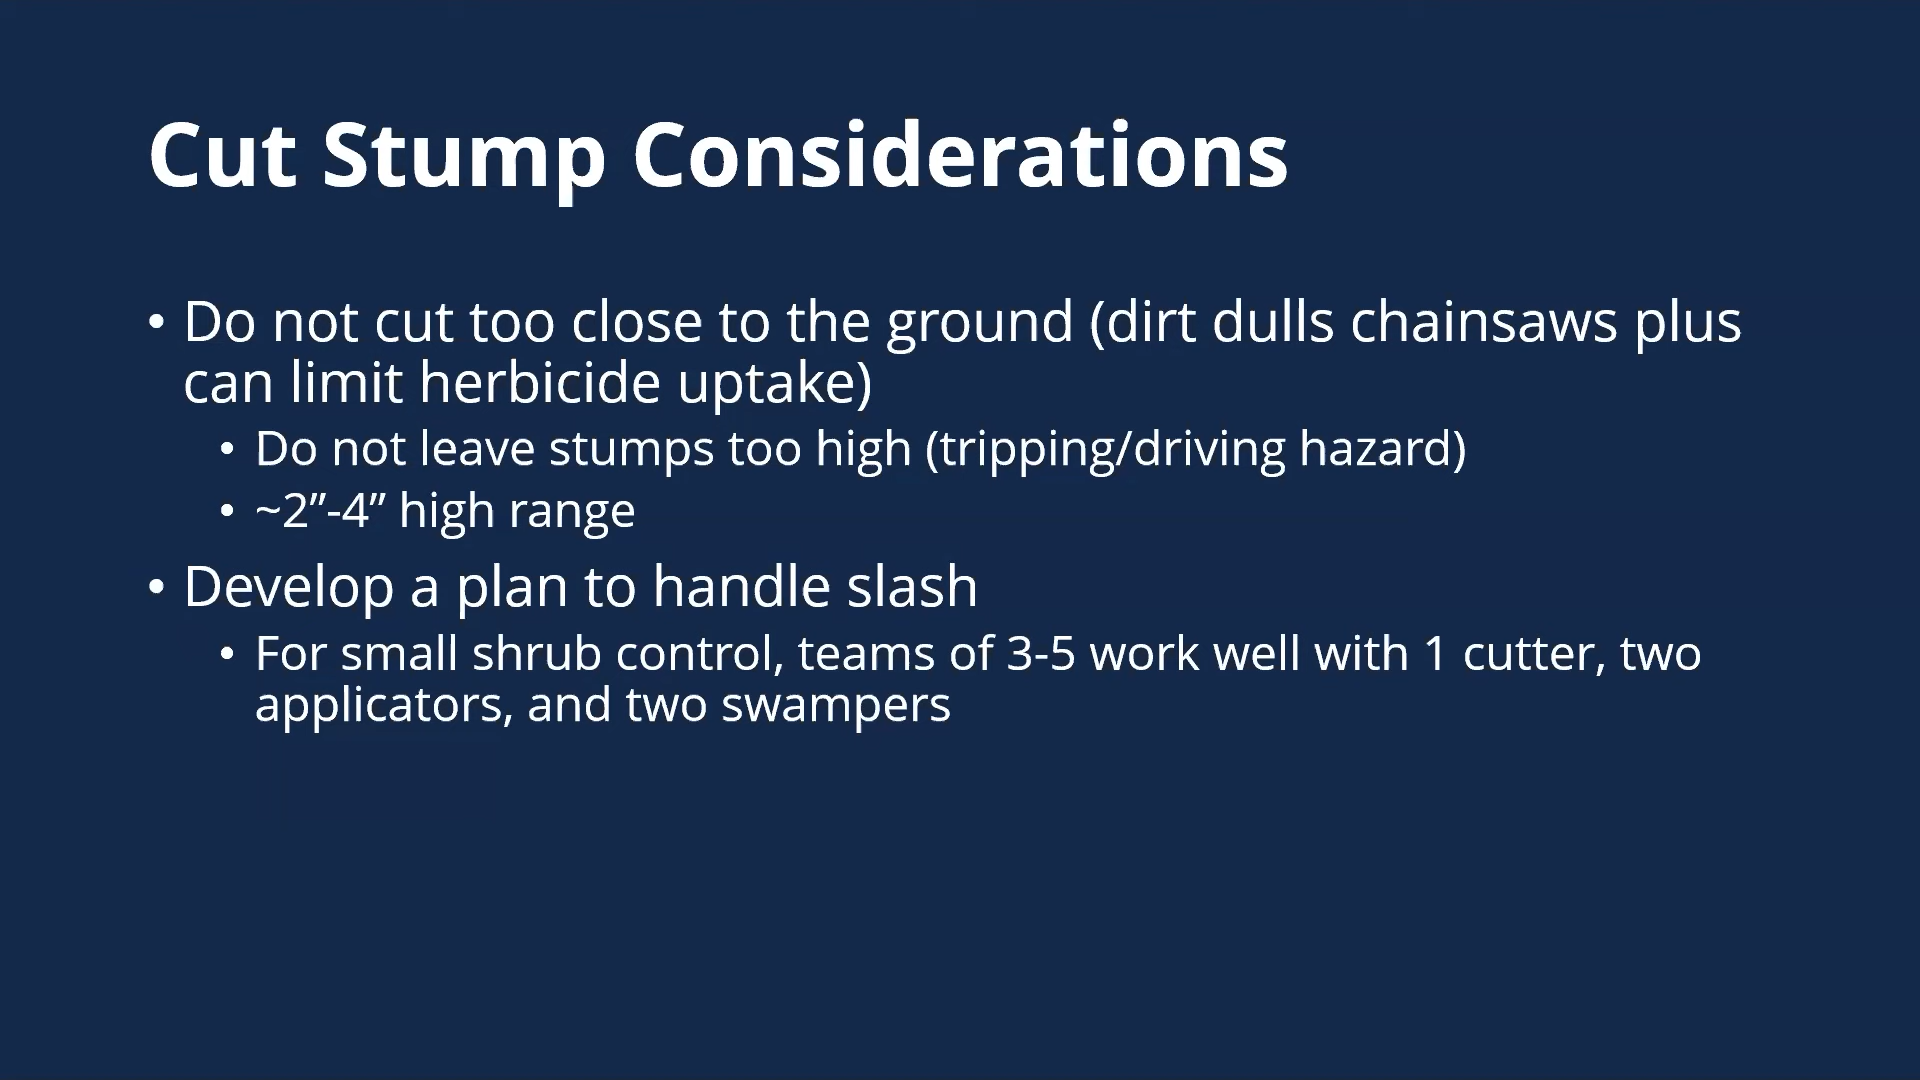 Cut Stump Considerations
• Do not cut too close to the ground (dirt dulls chainsaws plus
can limit herbicide uptake)
• Do not leave stumps too high (tripping/driving hazard)
• ~2”-4” high range
• Develop a plan to handle slash
• For small shrub control, teams of 3-5 work well with 1 cutter, two
applicators, and two swampers